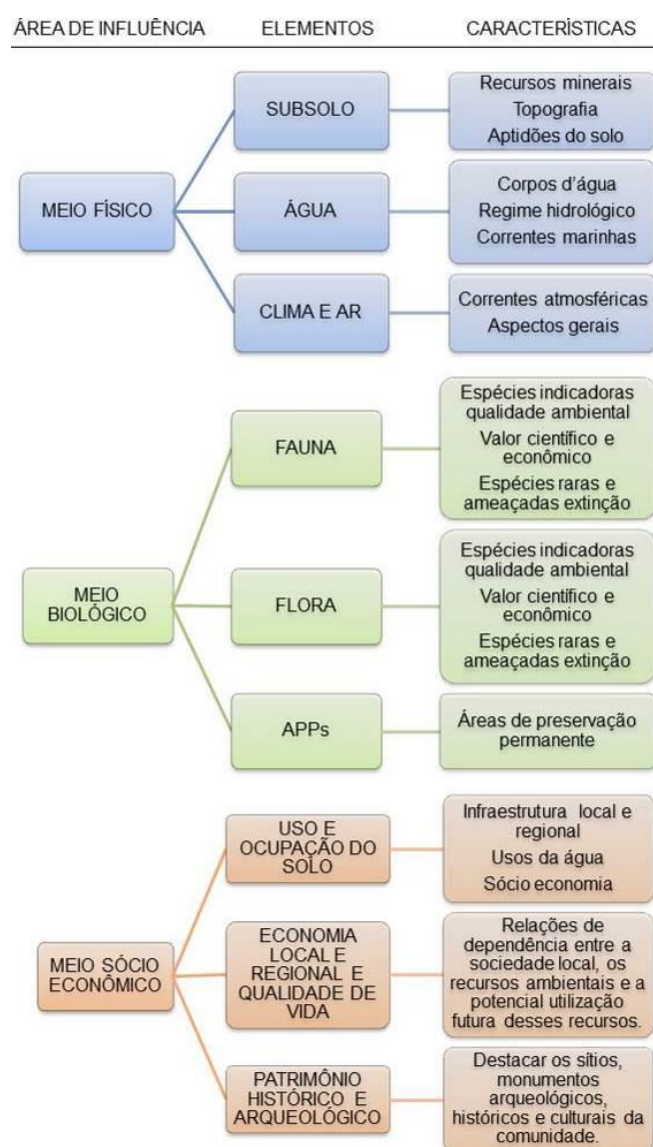 ÁREA DE INFLUÊNCIA
ELEMENTOS
CARACTERÍSTICAS
MEIO FÍSICO
SUBSOLO
Recursos minerais
Topografia
Aptidões do solo
ÁGUA
Corpos d'água
Regime hidrológico
Correntes marinhas
CLIMA E AR
Correntes atmosféricas
Aspectos gerais
MEIO
BIOLÓGICO
FAUNA
Espécies indicadoras
qualidade ambiental
Valor científico e
econômico
Espécies raras e
ameaçadas extinção
FLORA
Espécies indicadoras
qualidade ambiental
Valor científico e
econômico
Espécies raras e
ameaçadas extinção
APPs
Áreas de preservação
permanente
MEIO SÓCIO
ECONÔMICO
USO E
OCUPAÇÃO DO
SOLO
Infraestrutura local e
regional
Usos da água
Sócio economia
ECONOMIA
LOCAL E
REGIONAL E
QUALIDADE DE
VIDA
Relações de
dependência entre a
sociedade local, os
recursos ambientais e a
potencial utilização
futura desses recursos.
PATRIMÔNIO
HISTÓRICO E
ARQUEOLÓGICO
Destacar os sítios,
monumentos
arqueológicos,
históricos e culturais da
comunidade.